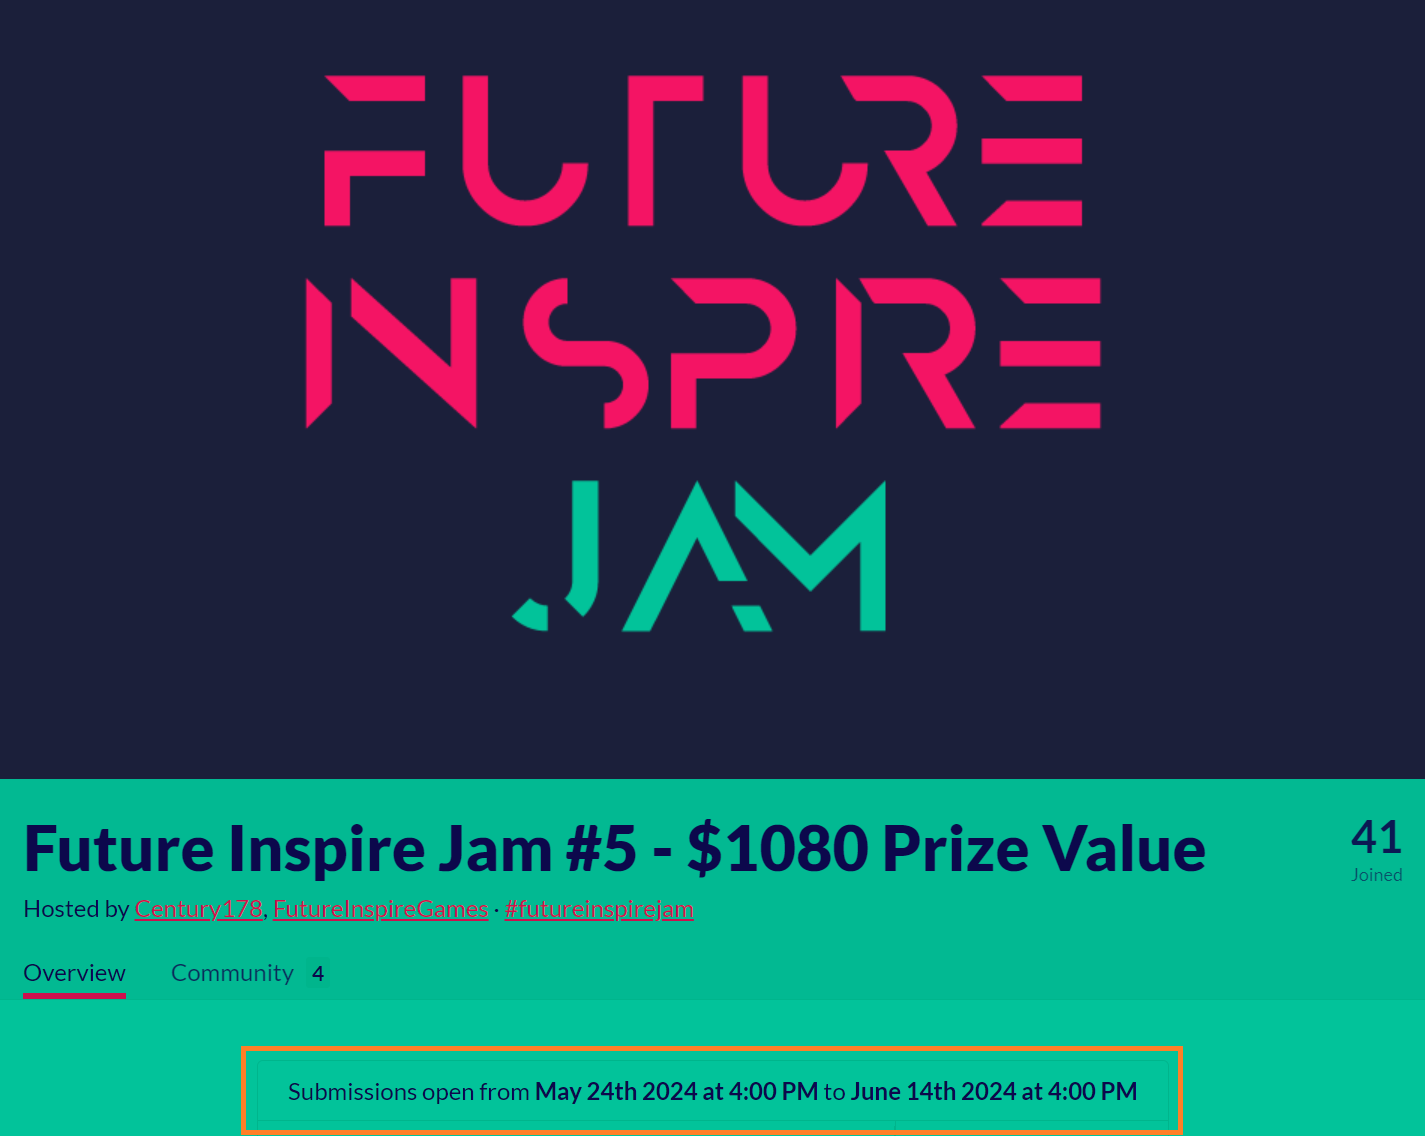 FUTURE
INSPIRE
JAM
Future Inspire Jam #5 - $1080 Prize Value
41
Joined
Hosted by Century178, FutureInspireGames · #futureinspirejam
Overview Community 4
Submissions open from May 24th 2024 at 4:00 PM to June 14th 2024 at 4:00 PM